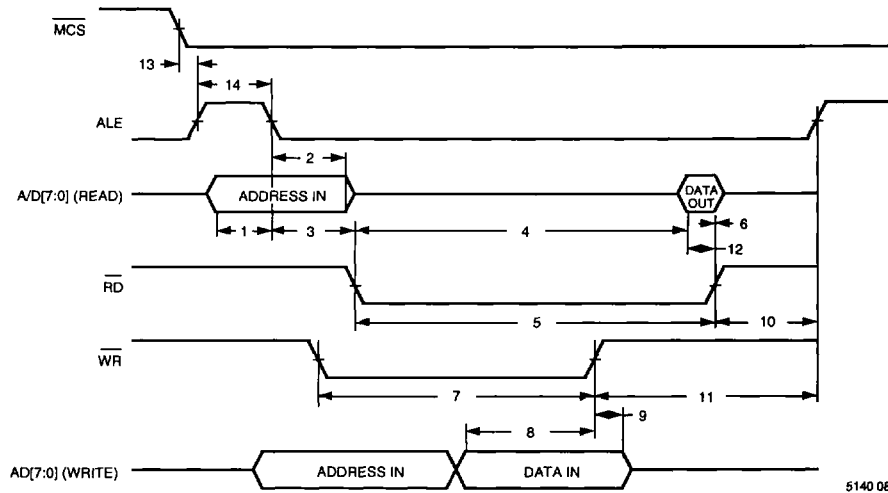 MCS
13
14
ALE
2
A/D[7:0] (READ)
ADDRESS IN
DATA
OUT
1
3
4
6
12
RD
5
10
WR
7
11
9
8
AD[7:0] (WRITE)
ADDRESS IN
DATA IN
5140 08